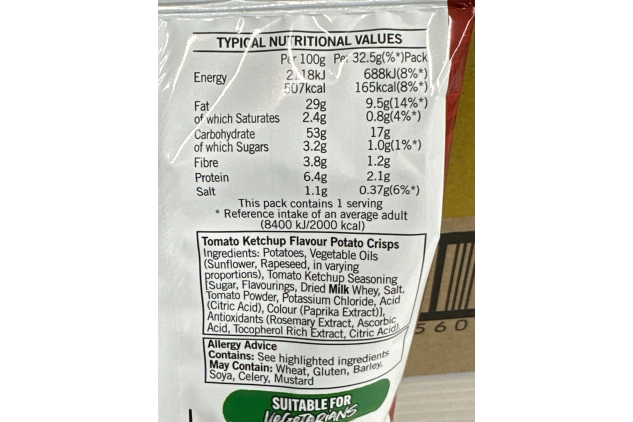 TYPICAL NUTRITIONAL VALUES
Per 100g Per 32.5g(%*)Pack
Energy 2118kJ 688kJ(8%*)
507kcal 165kcal(8%*)
Fat 29g 9.5g(14%*)
of which Saturates 2.4g 0.8g(4%*)
Carbohydrate 53g 17g
of which Sugars 3.2g 1.0g(1%*)
Fibre 3.8g 1.2g
Protein 6.4g 2.1g
Salt 1.1g 0.37g(6%*)
This pack contains 1 serving
* Reference intake of an average adult
(8400 kJ/2000 kcal)
Tomato Ketchup Flavour Potato Crisps
Ingredients: Potatoes, Vegetable Oils
(Sunflower, Rapeseed, in varying
proportions), Tomato Ketchup Seasoning
[Sugar, Flavourings, Dried Milk Whey, Salt,
Tomato Powder, Potassium Chloride, Acid
(Citric Acid), Colour (Paprika Extract)],
Antioxidants (Rosemary Extract, Ascorbic
Acid, Tocopherol Rich Extract, Citric Acid).
Allergy Advice
Contains: See highlighted ingredients
May Contain: Wheat, Gluten, Barley,
Soya, Celery, Mustard
SUITABLE FOR
VEGETARIANS
560